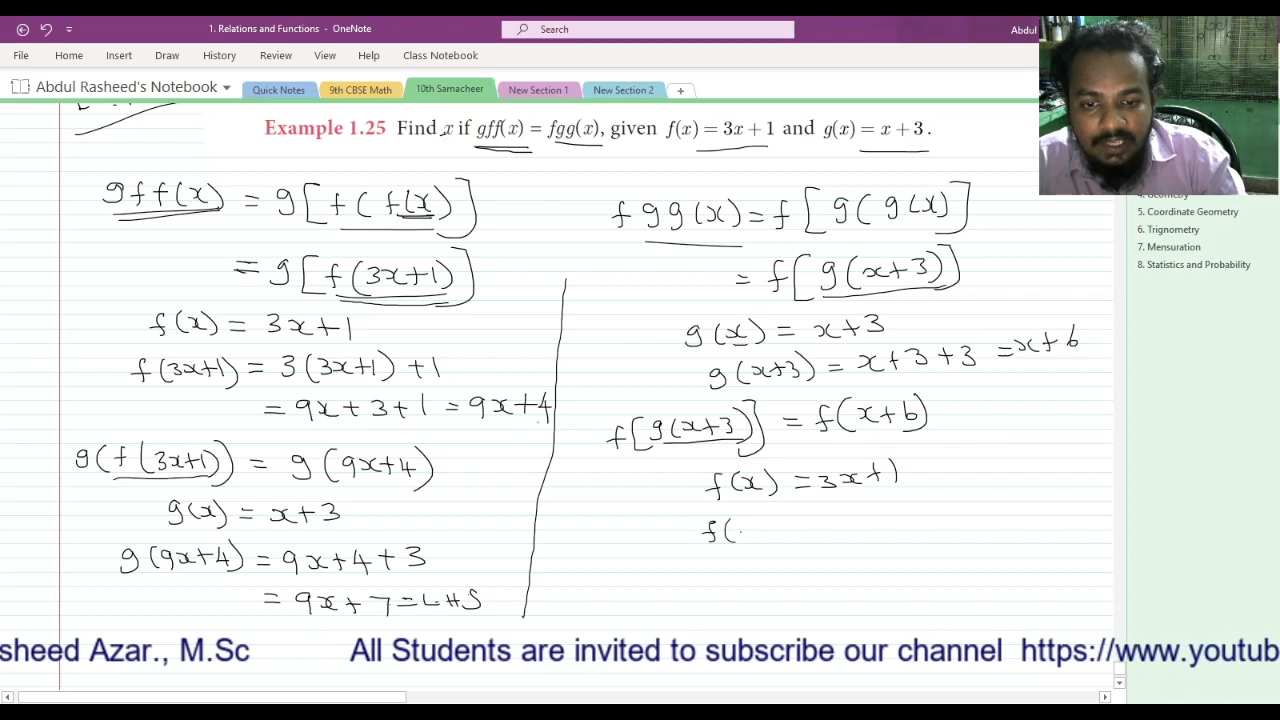 1. Relations and Functions - OneNote
Search
Abdul
File Home Insert Draw History Review View Help Class Notebook
Abdul Rasheed's Notebook Quick Notes 9th CBSE Math 10th Samacheer New Section 1 New Section 2
Example 1.25 Find x if gff(x) = fgg(x), given f(x) = 3x + 1 and g(x) = x + 3.
gff(x) = g[f(f(x))]
= g[f(3x+1)]
f(x) = 3x+1
f(3x+1) = 3(3x+1)+1
= 9x+3+1 = 9x+4
g(f(3x+1)) = g(9x+4)
g(x) = x+3
g(9x+4) = 9x+4+3
= 9x+7 = LHS
fgg(x) = f[g(g(x)]
= f[g(x+3)]
g(x) = x+3
g(x+3) = x+3+3 = x+6
f[g(x+3)] = f(x+6)
f(x) = 3x+1
f(
5. Coordinate Geometry
6. Trignometry
7. Mensuration
8. Statistics and Probability
sheed Azar., M.Sc All Students are invited to subscribe our channel https://www.youtub